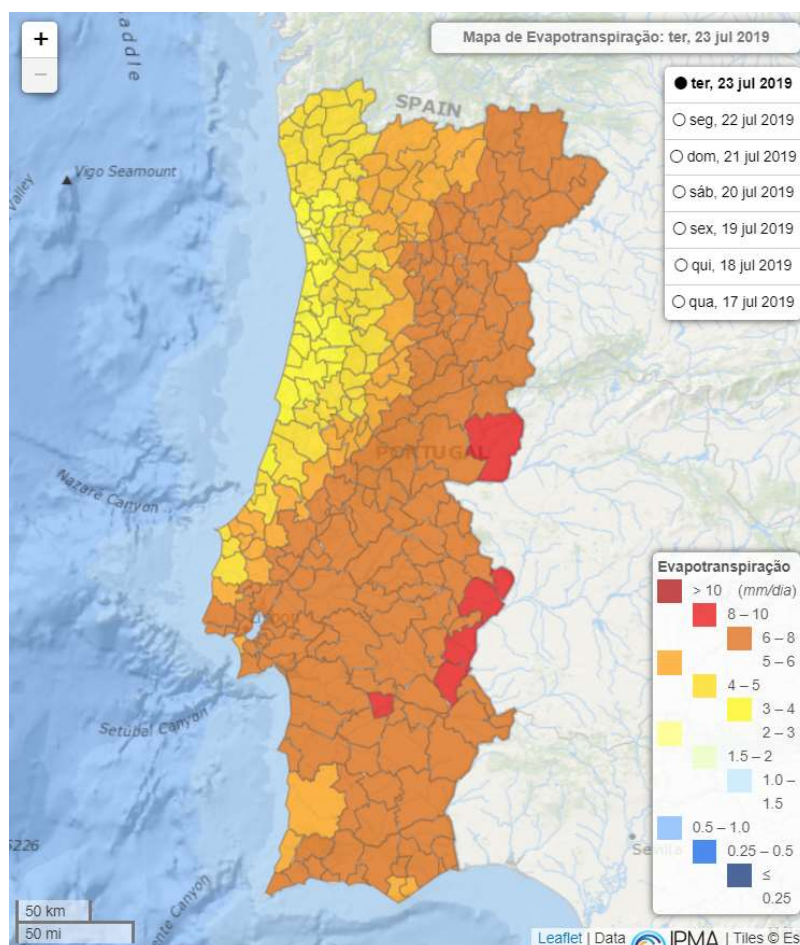 +
−
addle
Mapa de Evapotranspiração: ter, 23 jul 2019
ter, 23 jul 2019
seg, 22 jul 2019
dom, 21 jul 2019
sáb, 20 jul 2019
sex, 19 jul 2019
qui, 18 jul 2019
qua, 17 jul 2019
SPAIN
Vigo Seamount
Valley
PORTUGAL
Nazare Canyon
Setubal Canyon
5226
nte Canyon
Evapotranspiração
> 10 (mm/dia)
8 – 10
6 – 8
5 – 6
4 – 5
3 – 4
2 – 3
1.5 – 2
1.0 –
1.5
0.5 – 1.0
0.25 – 0.5
≤
0.25
50 km
50 mi
Leaflet | Data IPMA | Tiles © Es